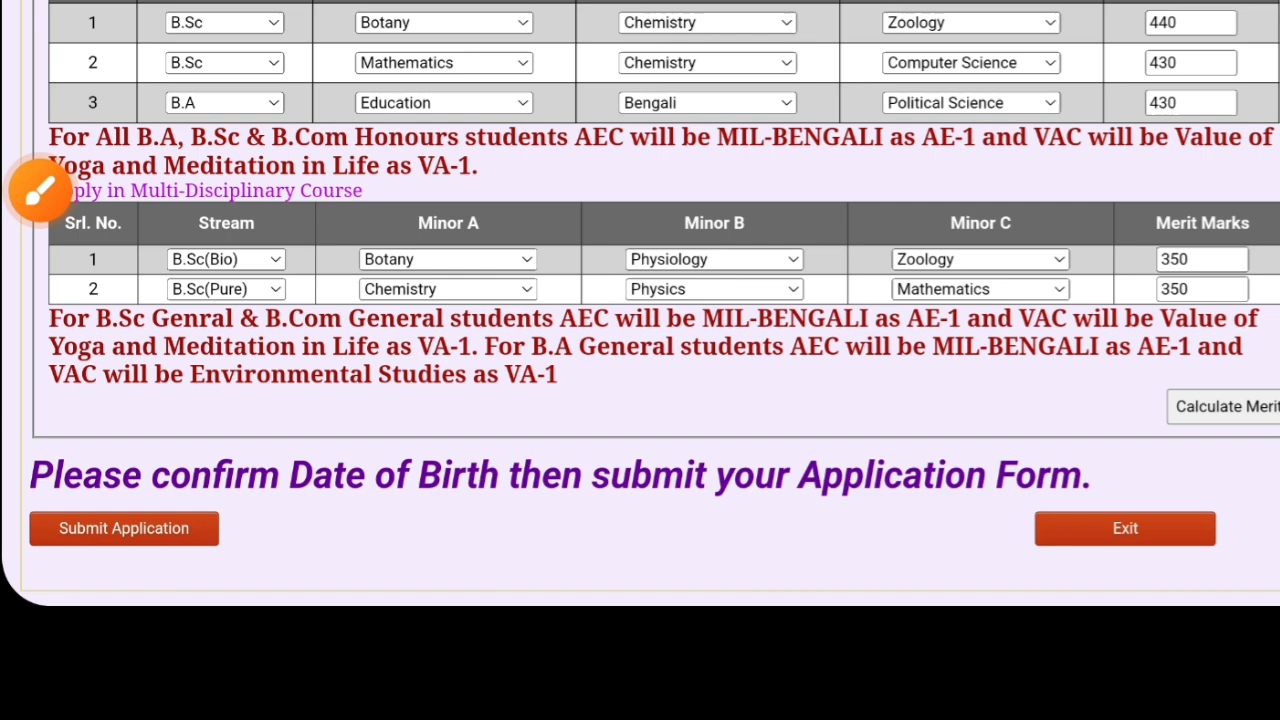 1 B.Sc Botany Chemistry Zoology 440
2 B.Sc Mathematics Chemistry Computer Science 430
3 B.A Education Bengali Political Science 430
For All B.A, B.Sc & B.Com Honours students AEC will be MIL-BENGALI as AE-1 and VAC will be Value of
Yoga and Meditation in Life as VA-1.
in Multi-Disciplinary Course
Srl. No. Stream Minor A Minor B Minor C Merit Marks
1 B.Sc(Bio) Botany Physiology Zoology 350
2 B.Sc(Pure) Chemistry Physics Mathematics 350
For B.Sc Genral & B.Com General students AEC will be MIL-BENGALI as AE-1 and VAC will be Value of
Yoga and Meditation in Life as VA-1. For B.A General students AEC will be MIL-BENGALI as AE-1 and
VAC will be Environmental Studies as VA-1
Calculate Merit
Please confirm Date of Birth then submit your Application Form.
Submit Application Exit